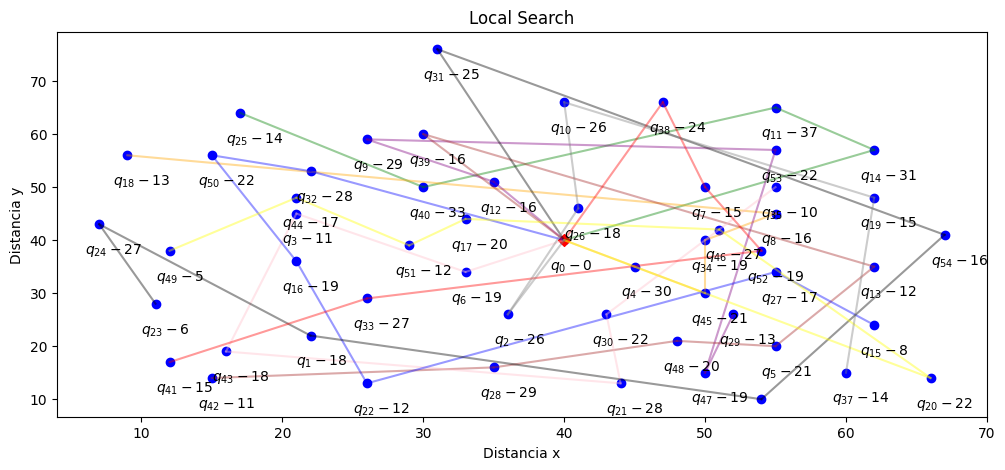 Local Search
Distancia y
70
60
50
40
30
20
10
q31 − 25
q25 − 14
q10 − 26
q38 − 24
q11 − 37
q18 − 13
q50 − 22
q9 − 29
q39 − 16
q53 − 22
q14 − 31
q32 − 28
q44 − 17
q3 − 11
q40 − 33
q12 − 16
q7 − 15
q19 − 15
q24 − 27
q49 − 5
q51 − 12
q17 − 20
q26 − 18
q0 − 0
q8 − 16
q46 − 27
q34 − 19
q52 − 19
q54 − 16
q16 − 19
q6 − 19
q4 − 30
q27 − 17
q13 − 12
q23 − 6
q33 − 27
q2 − 26
q30 − 22
q45 − 21
q29 − 13
q15 − 8
q41 − 15
q43 − 18
q1 − 18
q48 − 20
q5 − 21
q42 − 11
q22 − 12
q28 − 29
q21 − 28
q47 − 19
q37 − 14
q20 − 22
10 20 30 40 50 60 70
Distancia x